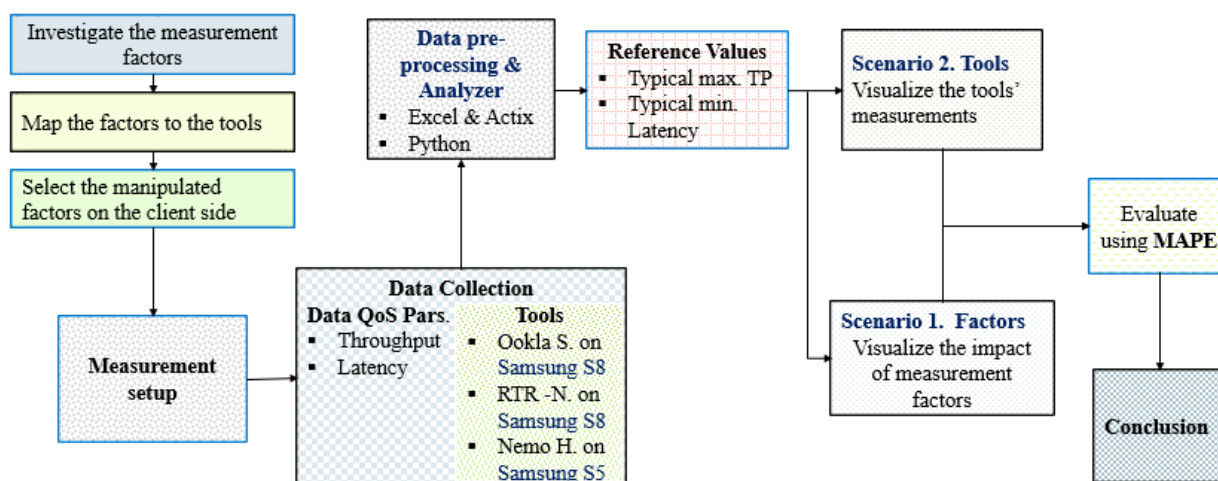 Investigate the measurement
factors
Map the factors to the tools
Select the manipulated
factors on the client side
Measurement
setup
Data Collection
Data QoS Pars.
▪ Throughput
▪ Latency
Tools
▪ Ookla S. on
Samsung S8
▪ RTR -N. on
Samsung S8
▪ Nemo H. on
Samsung S5
Data pre-
processing &
Analyzer
▪ Excel & Actix
▪ Python
Reference Values
▪ Typical max. TP
▪ Typical min.
Latency
Scenario 2. Tools
Visualize the tools’
measurements
Scenario 1. Factors
Visualize the impact
of measurement
factors
Evaluate
using MAPE
Conclusion